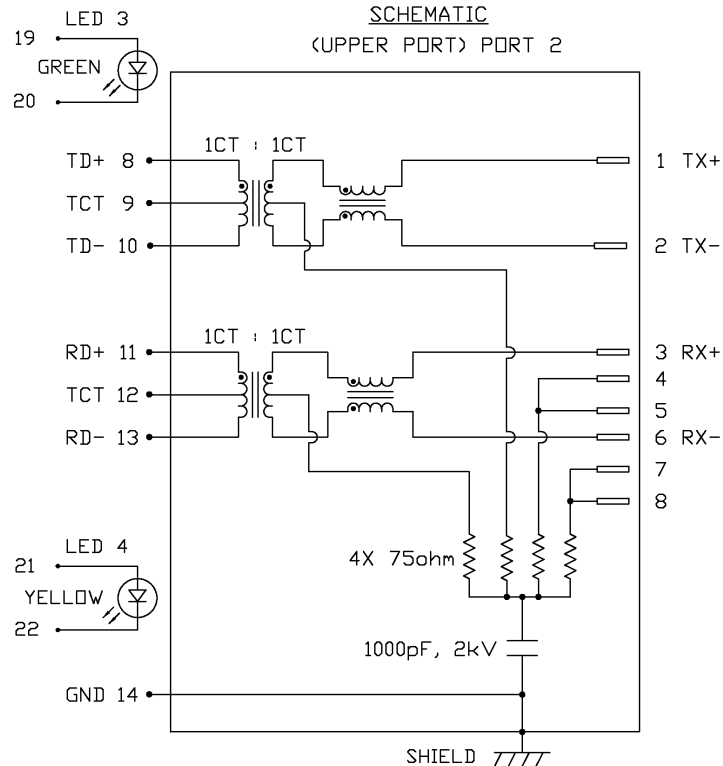 SCHEMATIC
(UPPER PORT) PORT 2
LED 3
19
GREEN
20
1CT : 1CT
TD+ 8
1 TX+
TCT 9
TD- 10
2 TX-
1CT : 1CT
RD+ 11
3 RX+
4
TCT 12
5
RD- 13
6 RX-
7
8
LED 4
4X 75ohm
21
YELLOW
22
1000pF, 2kV
GND 14
SHIELD